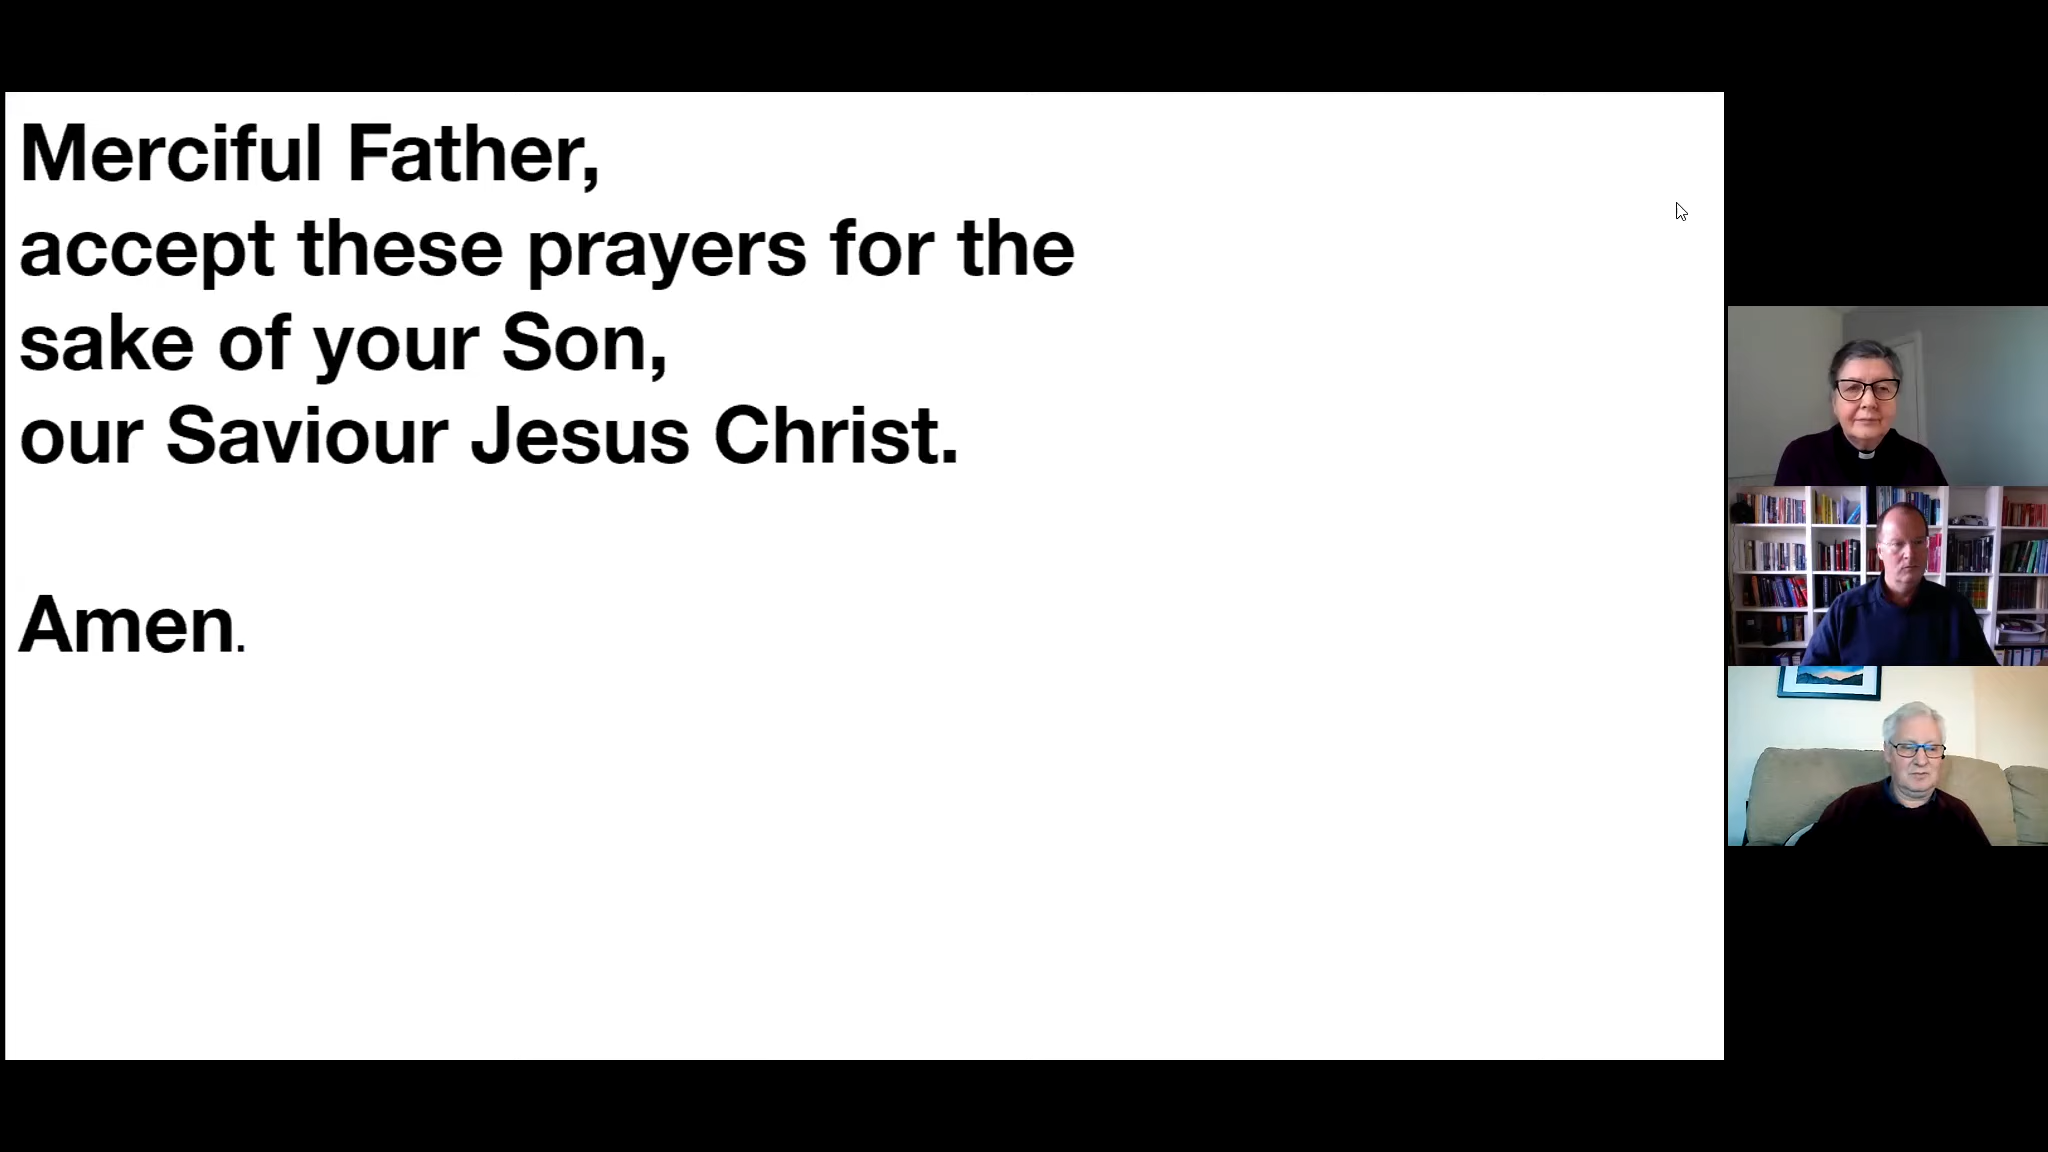 Merciful Father,
accept these prayers for the
sake of your Son,
our Saviour Jesus Christ.
Amen.